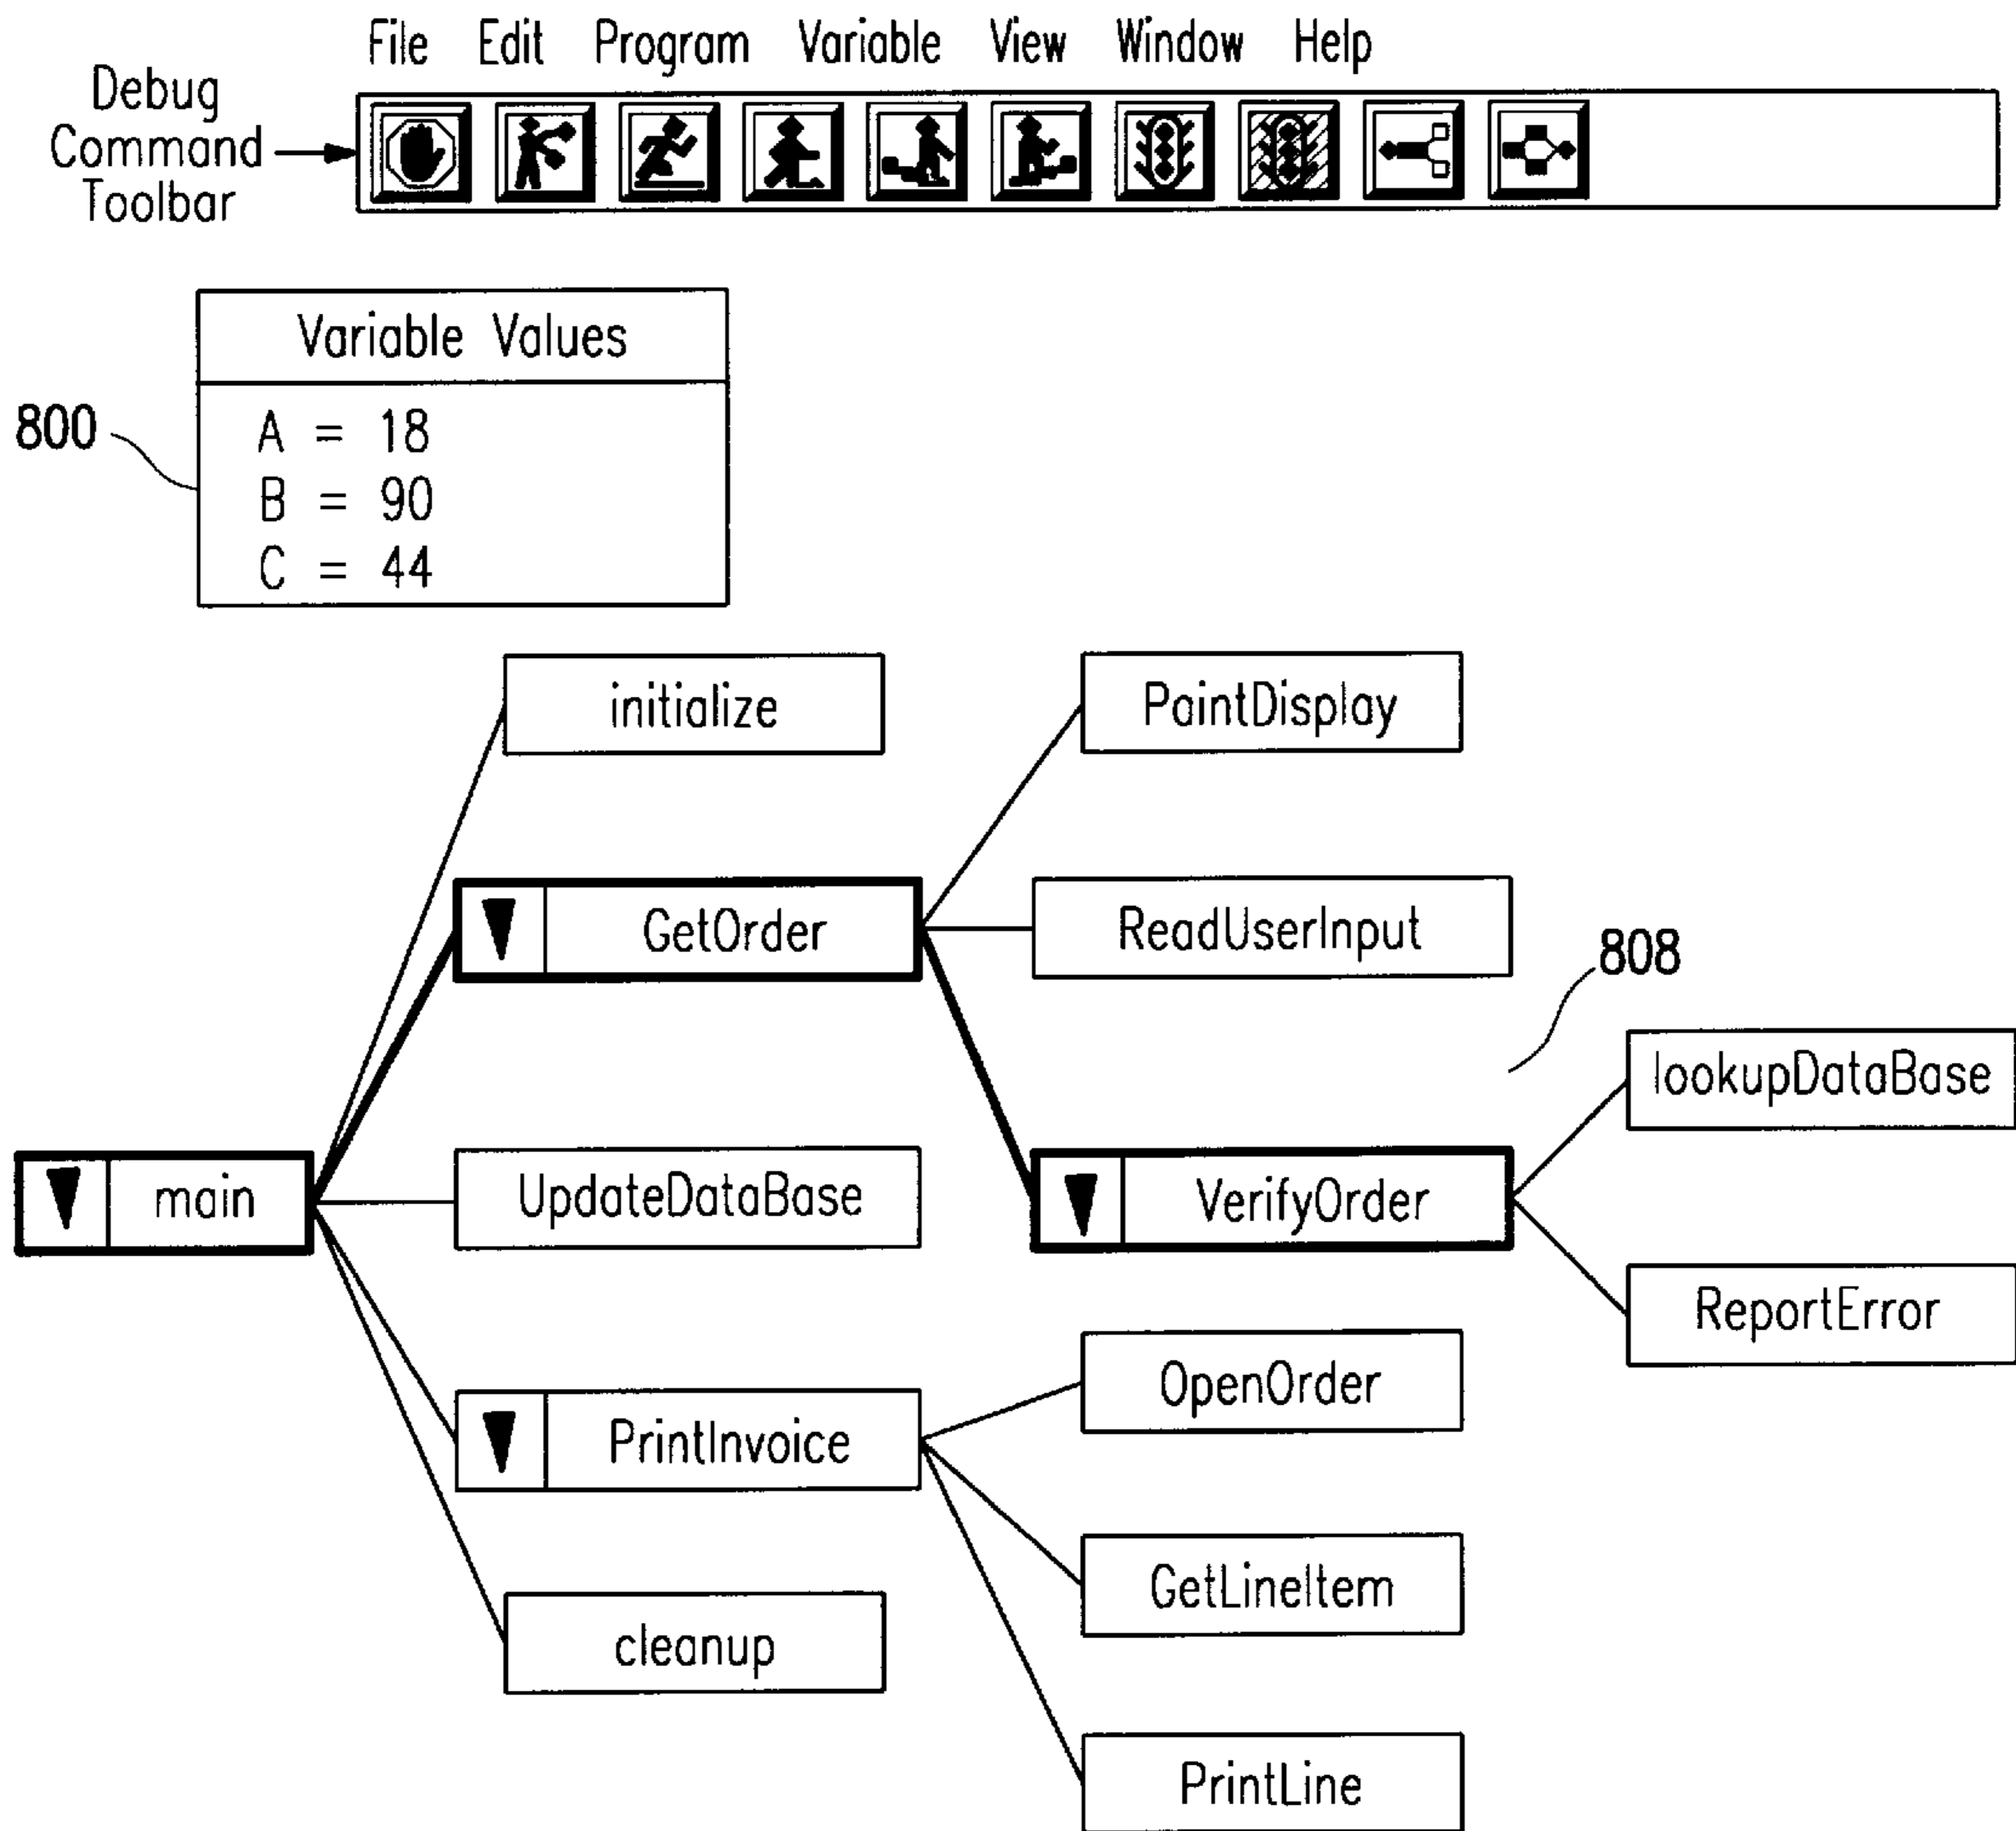 File Edit Program Variable View Window Help
Debug
Command
Toolbar
Variable Values
800
A = 18
B = 90
C = 44
initialize
PaintDisplay
GetOrder
ReadUserInput
808
lookupDataBase
main
UpdateDataBase
VerifyOrder
ReportError
OpenOrder
PrintInvoice
GetLineItem
cleanup
PrintLine